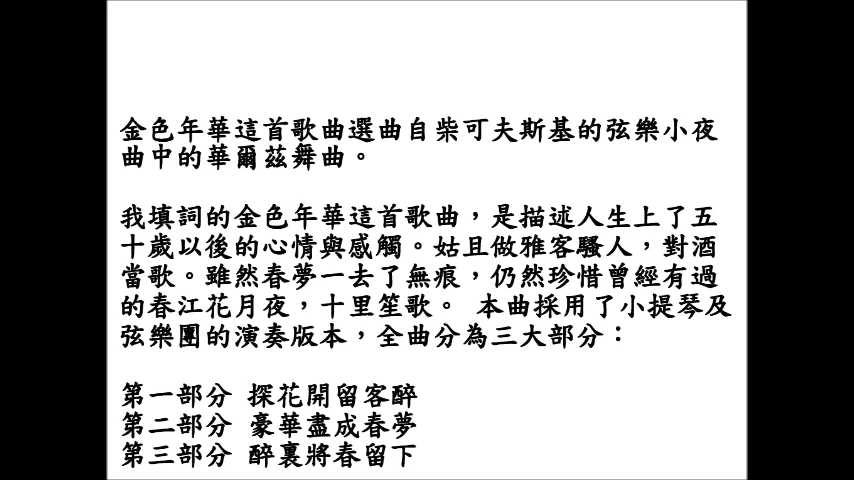 金色年華這首歌曲選曲自柴可夫斯基的弦樂小夜
曲中的華爾茲舞曲。
我填詞的金色年華這首歌曲，是描述人生上了五
十歲以後的心情與感觸。姑且做雅客騷人，對酒
當歌。雖然春夢一去了無痕，仍然珍惜曾經有過
的春江花月夜，十里笙歌。 本曲採用了小提琴及
弦樂團的演奏版本，全曲分為三大部分：
第一部分 探花開留客醉
第二部分 豪華盡成春夢
第三部分 醉裏將春留下